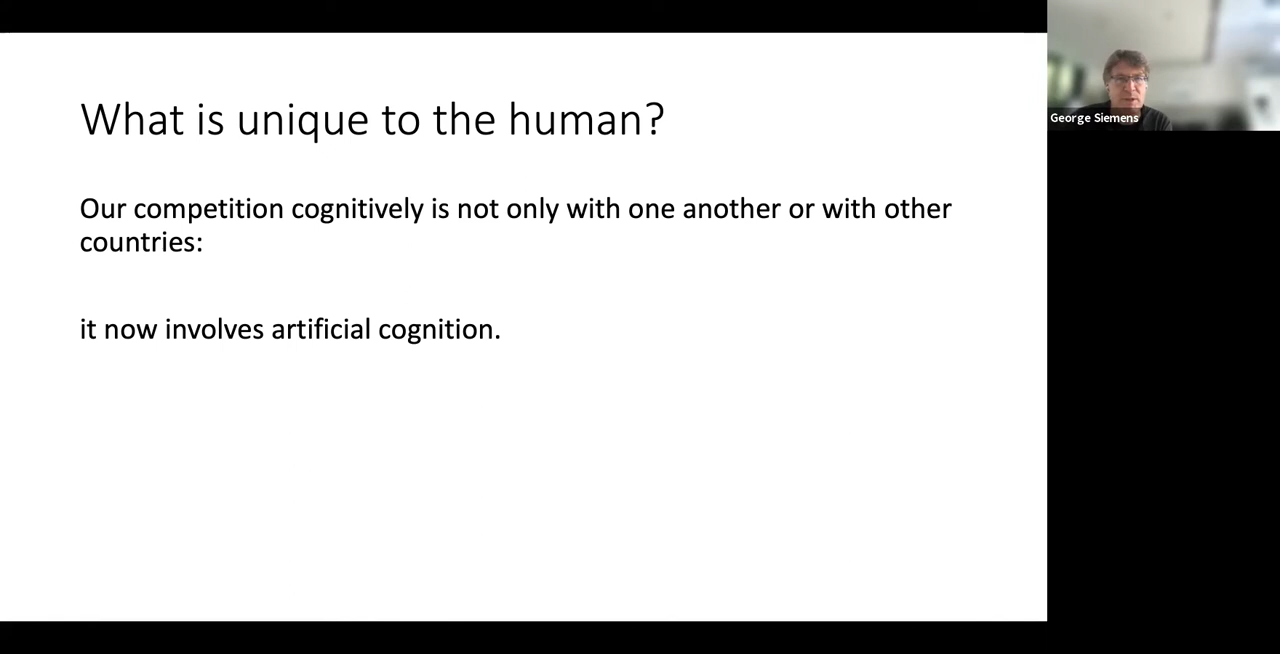 What is unique to the human?
Our competition cognitively is not only with one another or with other
countries:
it now involves artificial cognition.
George Siemens